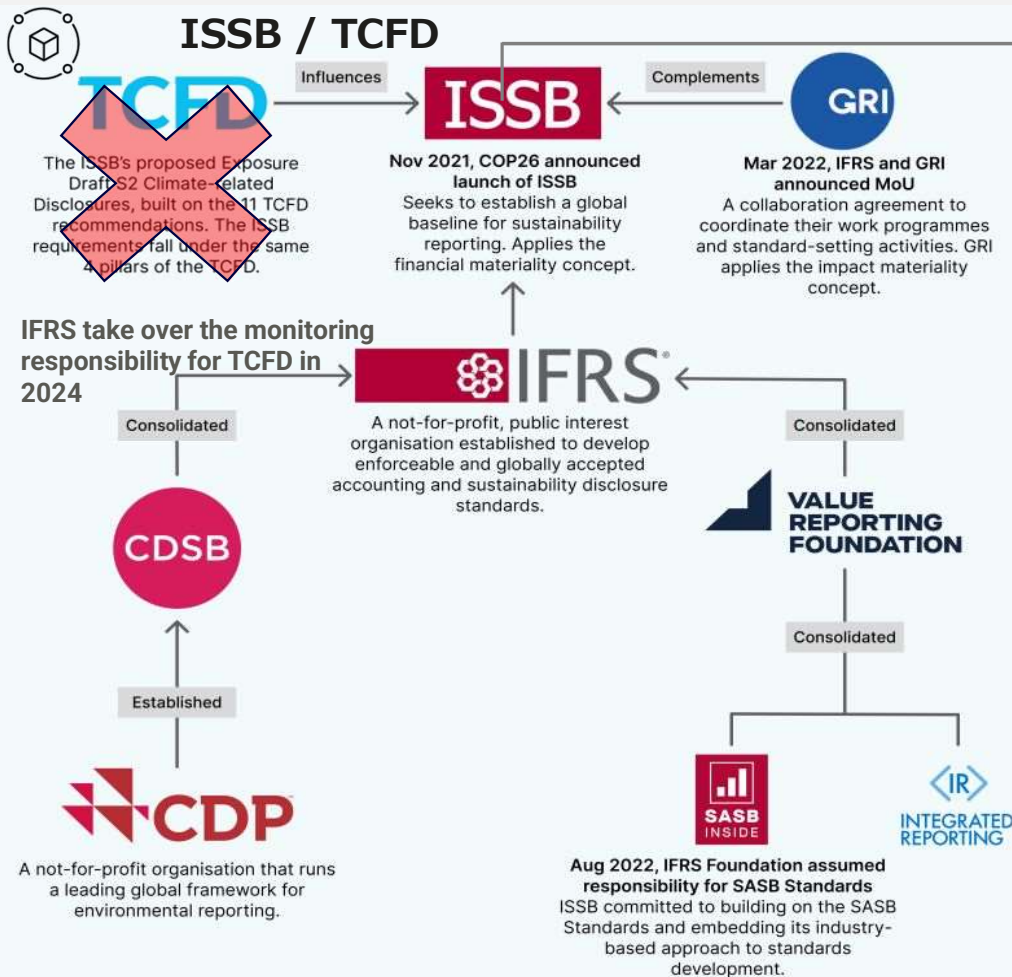 ISSB / TCFD
TCFD
Influences
ISSB
Complements
GRI
The ISSB's proposed Exposure
Draft S2 Climate-related
Disclosures, built on the 11 TCFD
recommendations. The ISSB
requirements fall under the same
4 pillars of the TCFD.
Nov 2021, COP26 announced
launch of ISSB
Seeks to establish a global
baseline for sustainability
reporting. Applies the
financial materiality concept.
Mar 2022, IFRS and GRI
announced MoU
A collaboration agreement to
coordinate their work programmes
and standard-setting activities. GRI
applies the impact materiality
concept.
IFRS take over the monitoring
responsibility for TCFD in
2024
IFRS®
A not-for-profit, public interest
organisation established to develop
enforceable and globally accepted
accounting and sustainability disclosure
standards.
Consolidated
CDSB
Established
CDP
A not-for-profit organisation that runs
a leading global framework for
environmental reporting.
Consolidated
VALUE
REPORTING
FOUNDATION
Consolidated
SASB
INSIDE
<IR>
INTEGRATED
REPORTING
Aug 2022, IFRS Foundation assumed
responsibility for SASB Standards
ISSB committed to building on the SASB
Standards and embedding its industry-
based approach to standards
development.